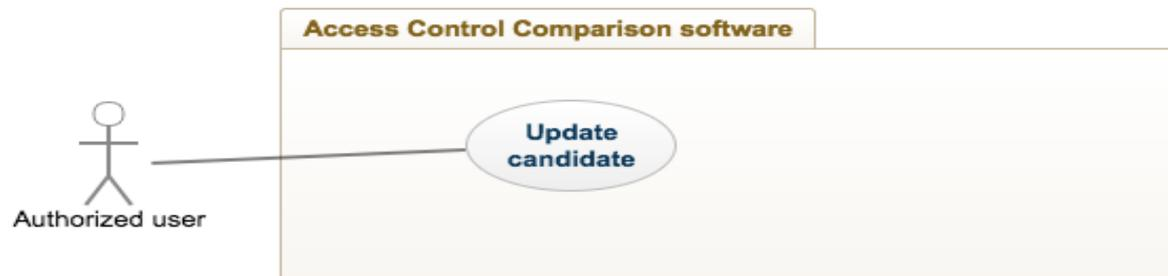 Access Control Comparison software
Update
candidate
Authorized user